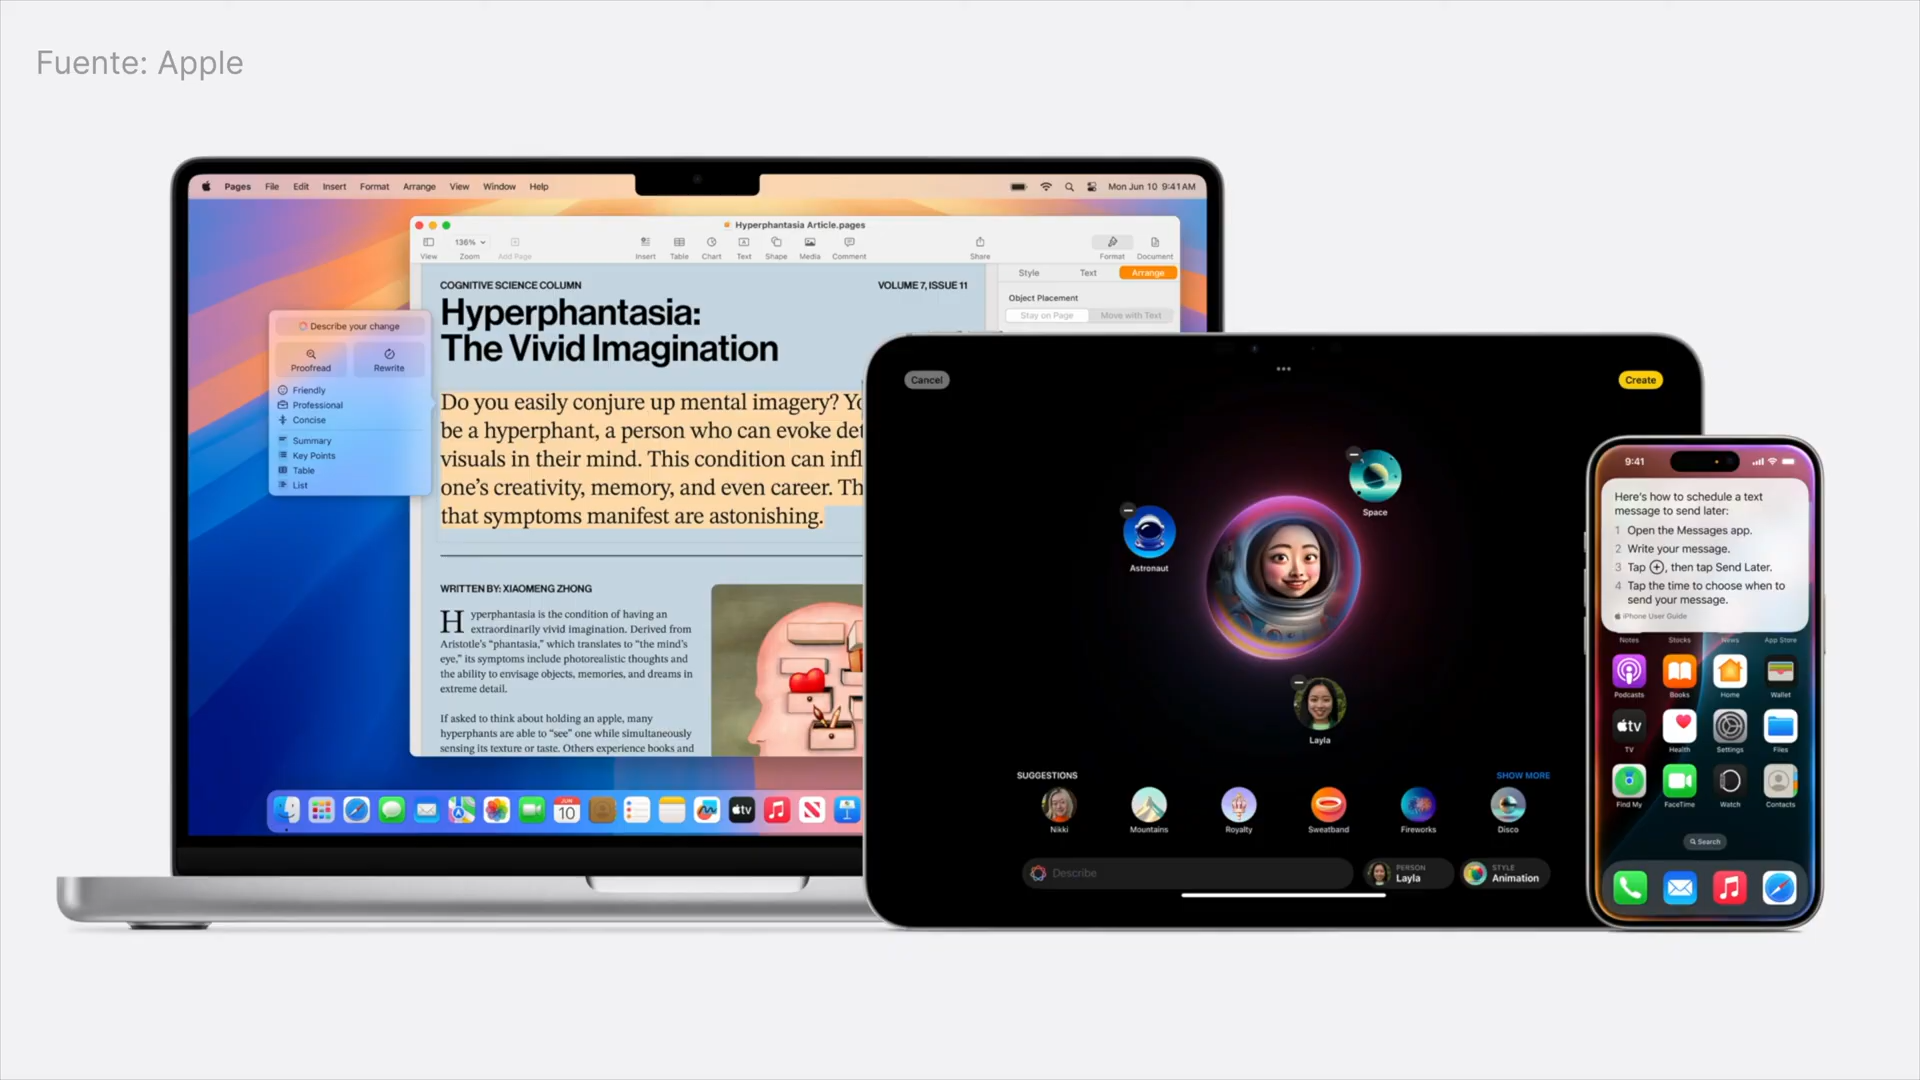 Fuente: Apple
Pages File Edit Insert Format Arrange View Window Help
Mon Jun 10 9:41AM
Hyperphantasia Article.pages
136%
View Zoom Add Page Insert Table Chart Text Shape Media Comment Share Format Document
Style Text Arrange
Object Placement
Stay on Page Move with Text
Describe your change
Proofread Rewrite
Friendly
Professional
Concise
Summary
Key Points
Table
List
COGNITIVE SCIENCE COLUMN VOLUME 7, ISSUE 11
Hyperphantasia:
The Vivid Imagination
Do you easily conjure up mental imagery?
be a hyperphant, a person who can evoke
visuals in their mind. This condition can
one's creativity, memory, and even career.
that symptoms manifest are astonishing.
WRITTEN BY: XIAOMENG ZHONG
Hyperphantasia is the condition of having an
extraordinarily vivid imagination. Derived from
Aristotle's "phantasia," which translates to "the mind's
eye," its symptoms include photorealistic thoughts and
the ability to envisage objects, memories, and dreams in
extreme detail.
If asked to think about holding an apple, many
hyperphants are able to "see" one while simultaneously
sensing its texture or taste. Others experience books and
JUN
10
tv
Cancel
Create
Space
Astronaut
Layla
SUGGESTIONS SHOW MORE
Nikki Mountains Royalty Sweatband Fireworks Disco
Describe
PERSON
Layla
STYLE
Animation
9:41
Here's how to schedule a text
message to send later:
1 Open the Messages app.
2 Write your message.
3 Tap ⊕, then tap Send Later.
4 Tap the time to choose when to
send your message.
iPhone User Guide
Notes Stocks News App Store
Podcasts Books Home Wallet
tv
TV Health Settings Files
Find My FaceTime Watch Contacts
Search